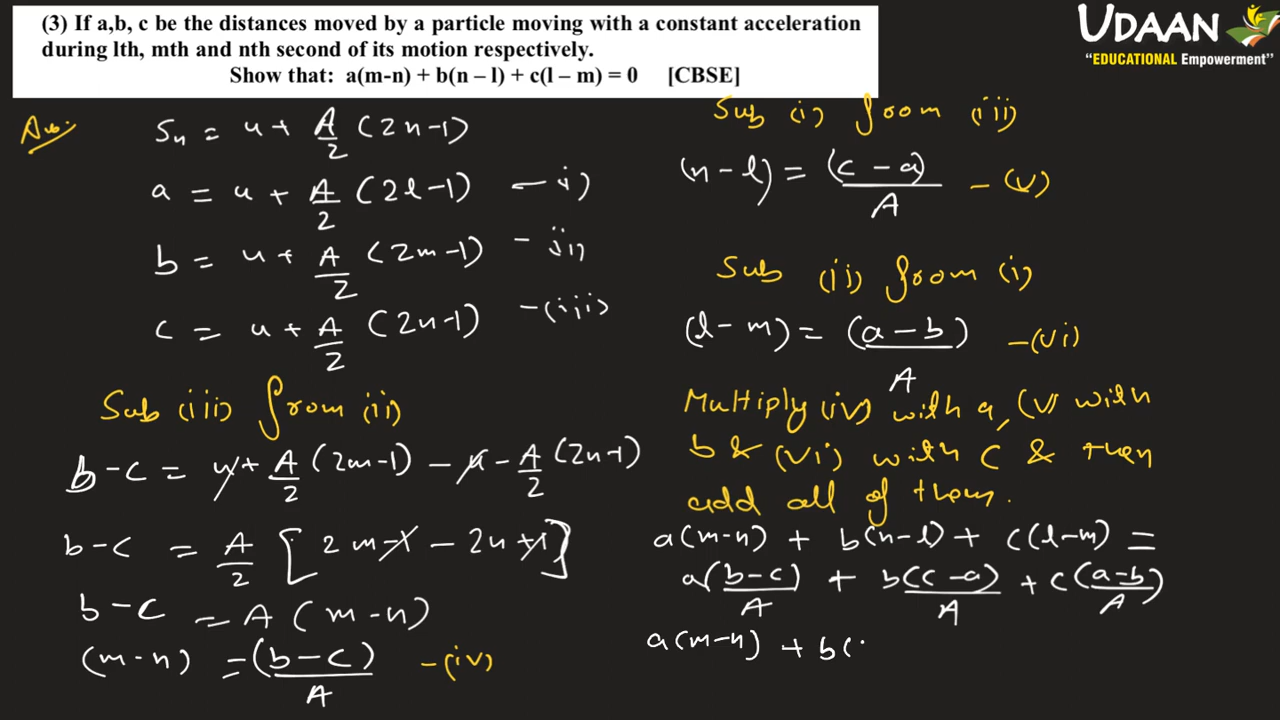 (3) If a,b, c be the distances moved by a particle moving with a constant acceleration
during lth, mth and nth second of its motion respectively.
Show that: a(m-n) + b(n – l) + c(l – m) = 0 [CBSE]
UDAAN
"EDUCATIONAL Empowerment"
Ans:
Sn = u + A/2 (2n-1)
a = u + A/2 (2l-1) - i)
b = u + A/2 (2m-1) - ii)
c = u + A/2 (2n-1) - (iii)
Sub (iii) from (ii)
b-c = u + A/2 (2m-1) - u - A/2 (2n-1)
b-c = A/2 [2m-1 - 2n+1]
b-c = A (m-n)
(m-n) = (b-c)/A - (iv)
Sub (i) from (iii)
(n-l) = (c-a)/A - (v)
Sub (ii) from (i)
(l-m) = (a-b)/A - (vi)
Multiply (iv) with a, (v) with
b & (vi) with c & then
add all of them.
a(m-n) + b(n-l) + c(l-m) =
a(b-c)/A + b(c-a)/A + c(a-b)/A
a(m-n) + b(